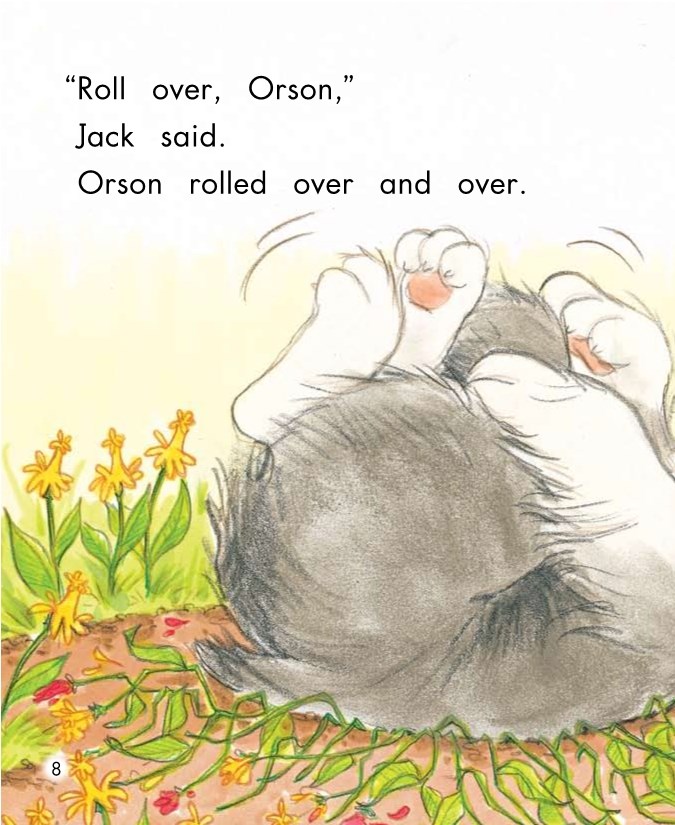 “Roll over, Orson,”
Jack said.
Orson rolled over and over.
8